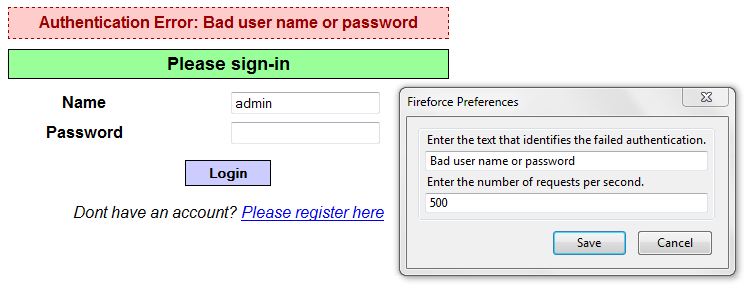 Authentication Error: Bad user name or password
Please sign-in
Name
admin
Password
Login
Dont have an account? Please register here
Fireforce Preferences
Enter the text that identifies the failed authentication.
Bad user name or password
Enter the number of requests per second.
500
Save
Cancel